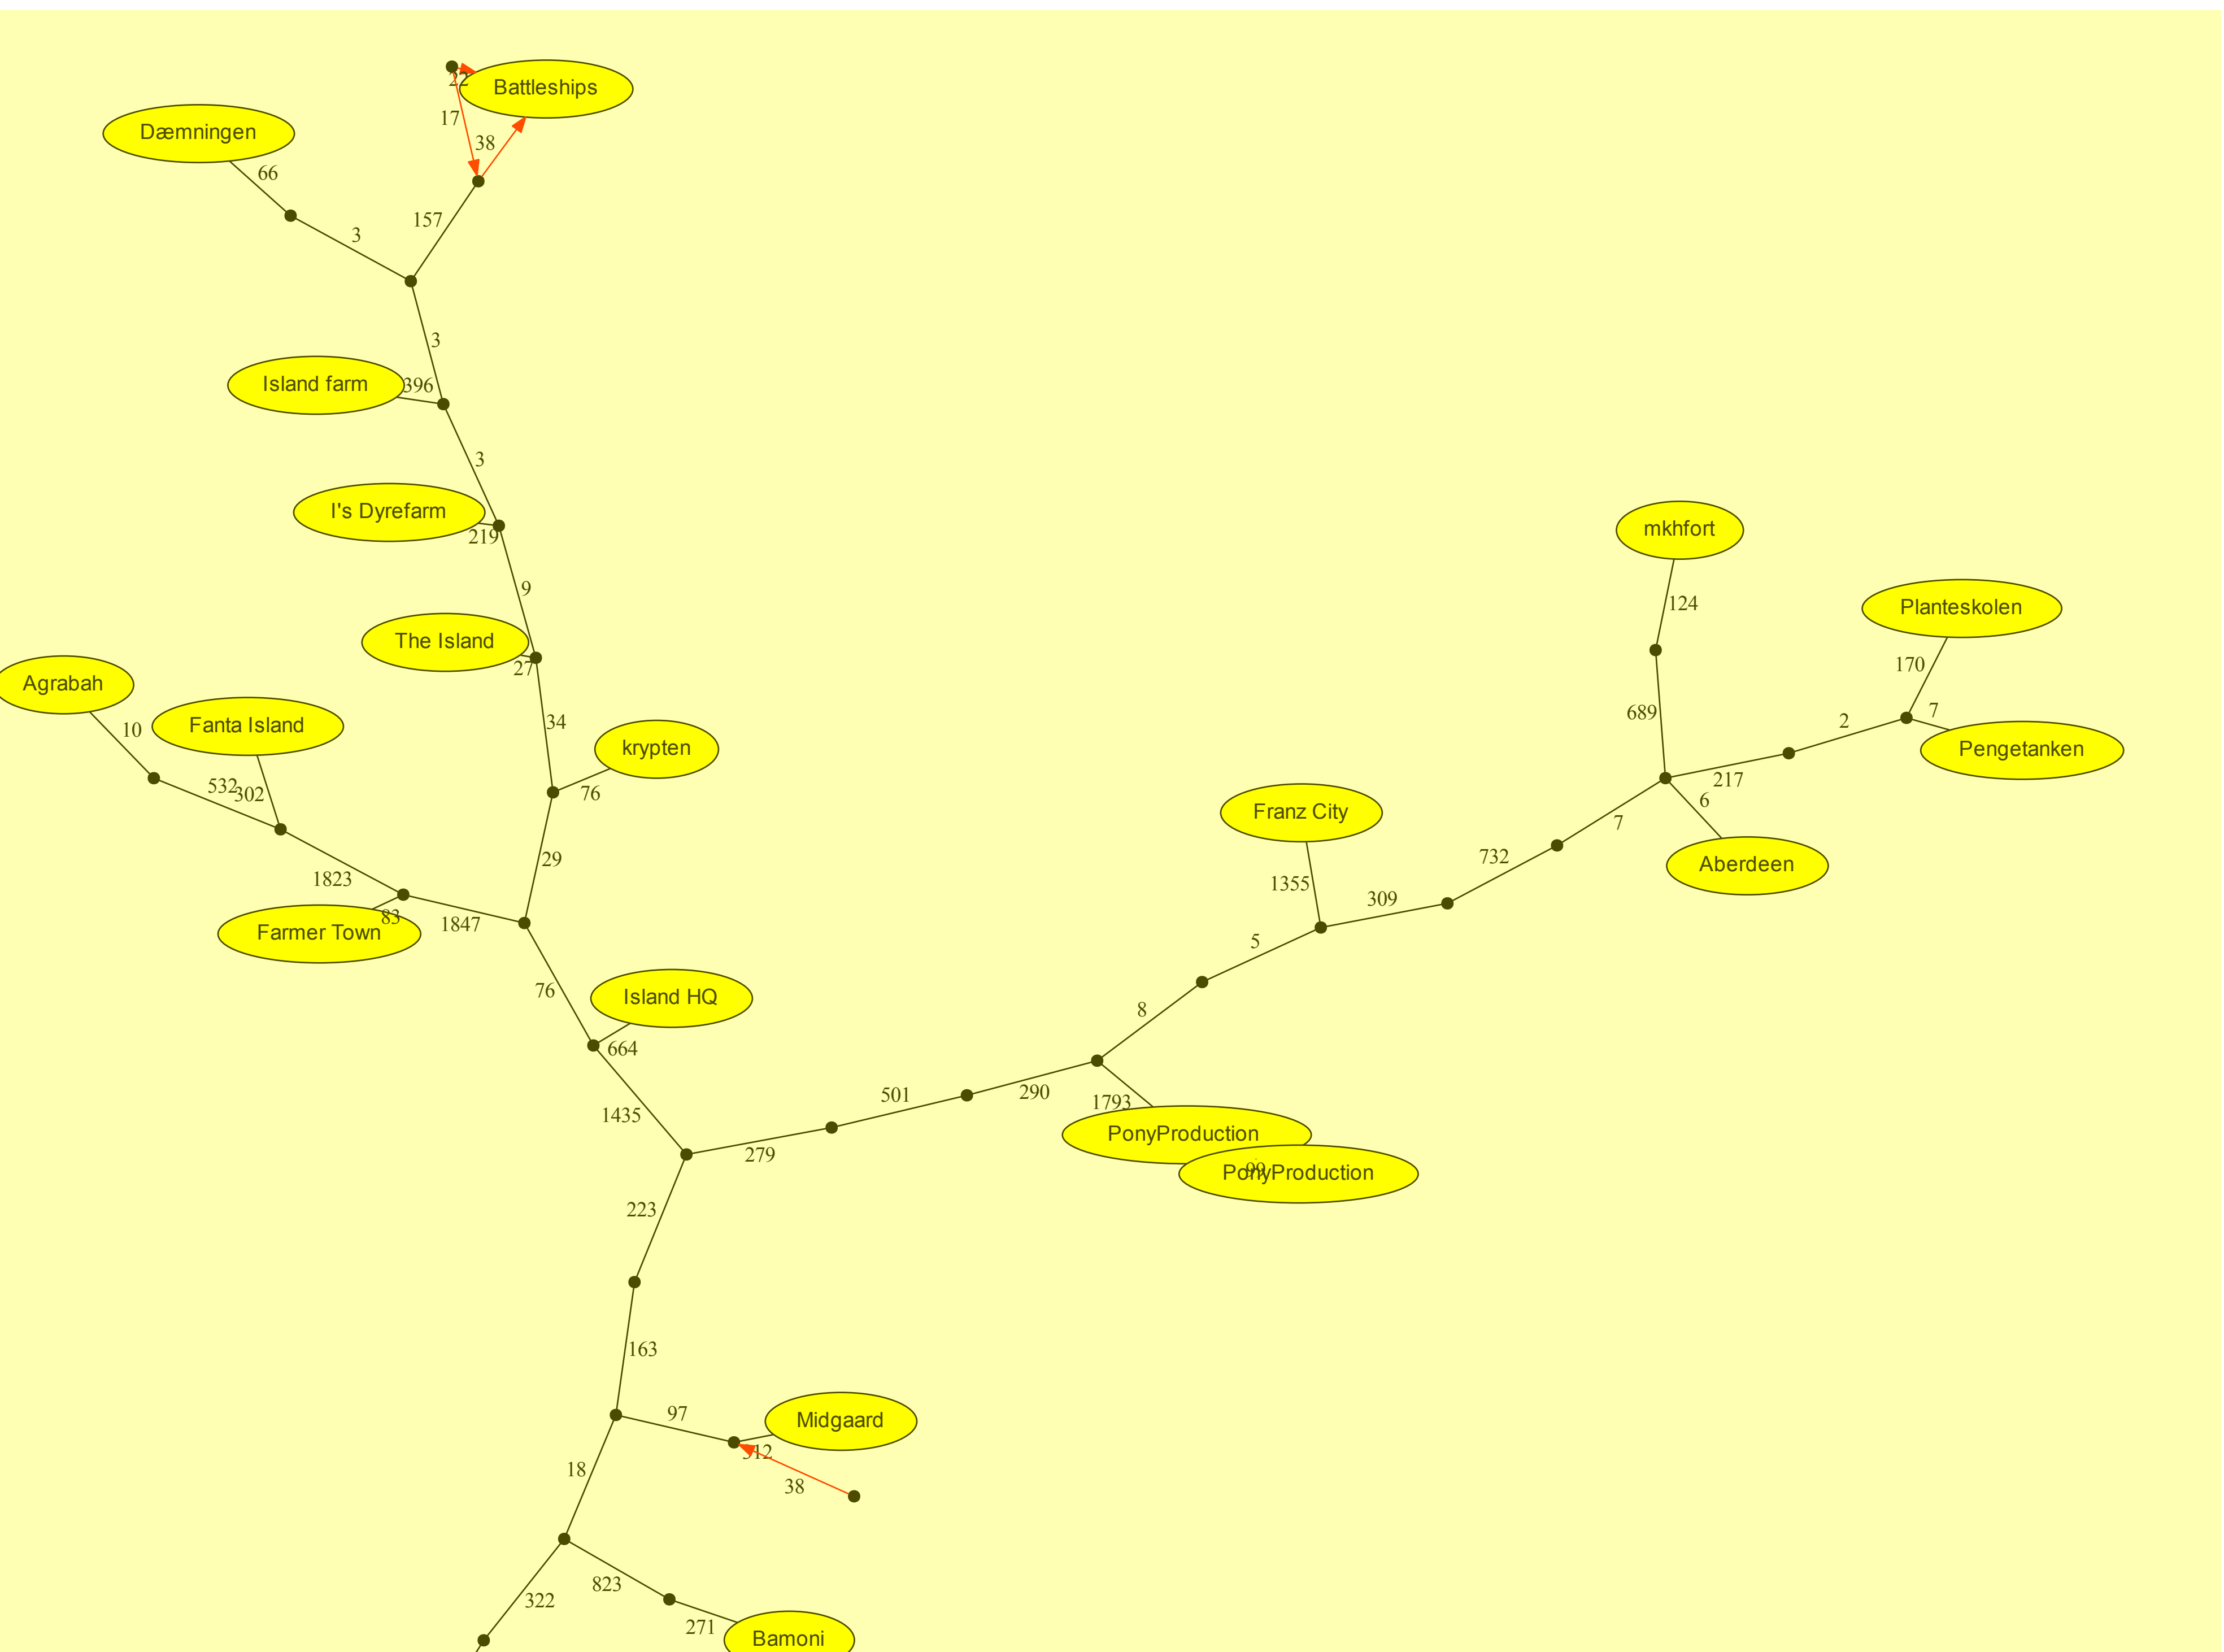 22
Battleships
17
Dæmningen
38
66
157
3
3
Island farm
396
3
I's Dyrefarm
219
mkhfort
9
124
Planteskolen
The Island
27
170
Agrabah
689
7
34
2
Fanta Island
10
krypten
Pengetanken
217
532
302
76
6
Franz City
7
29
732
Aberdeen
1823
1355
309
83
1847
Farmer Town
5
76
Island HQ
8
664
501
290
1435
1793
PonyProduction
279
99
PonyProduction
223
163
97
Midgaard
312
18
38
823
322
271
Bamoni